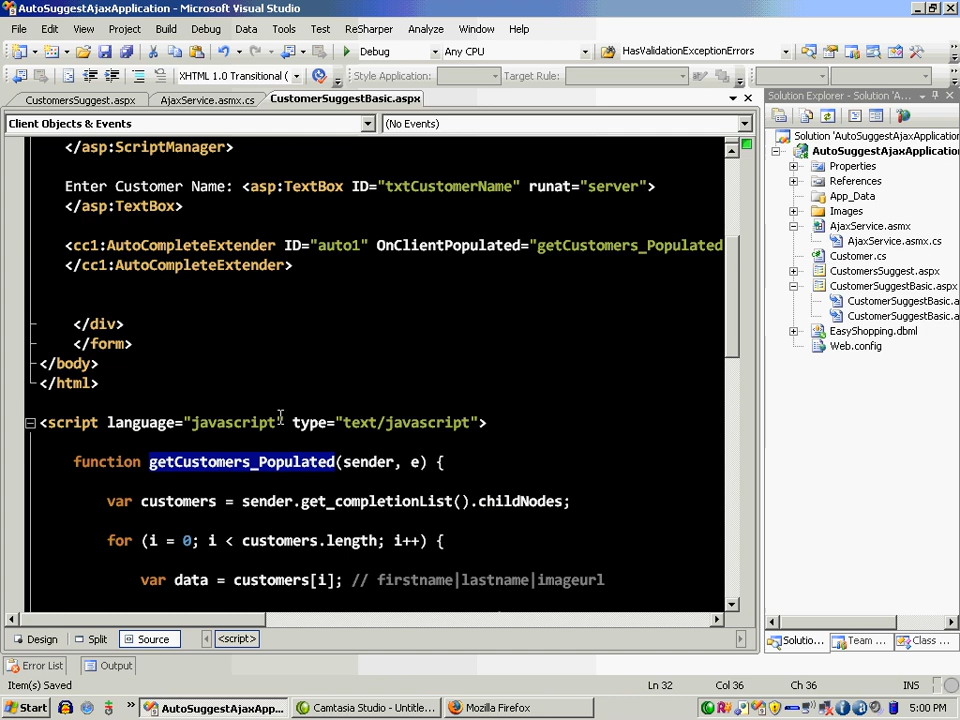 AutoSuggestAjaxApplication - Microsoft Visual Studio
File Edit View Project Build Debug Data Tools Test ReSharper Analyze Window Help
Debug Any CPU HasValidationExceptionErrors
XHTML 1.0 Transitional ( Style Application: Target Rule:
CustomersSuggest.aspx AjaxService.asmx.cs CustomerSuggestBasic.aspx
Client Objects & Events (No Events)
</asp:ScriptManager>
Enter Customer Name: <asp:TextBox ID="txtCustomerName" runat="server">
</asp:TextBox>
<cc1:AutoCompleteExtender ID="auto1" OnClientPopulated="getCustomers_Populated
</cc1:AutoCompleteExtender>
</div>
</form>
</body>
</html>
<script language="javascript" type="text/javascript">
function getCustomers_Populated(sender, e) {
var customers = sender.get_completionList().childNodes;
for (i = 0; i < customers.length; i++) {
var data = customers[i]; // firstname|lastname|imageurl
Design Split Source <script>
Error List Output
Solution Explorer - Solution 'A...
Solution 'AutoSuggestAjaxApplication
AutoSuggestAjaxApplication
Properties
References
App_Data
Images
AjaxService.asmx
AjaxService.asmx.cs
Customer.cs
CustomersSuggest.aspx
CustomerSuggestBasic.aspx
CustomerSuggestBasic.a
CustomerSuggestBasic.a
EasyShopping.dbml
Web.config
Solutio... Team ... Class ...
Item(s) Saved Ln 32 Col 36 Ch 36 INS
Start AutoSuggestAjaxApp... Camtasia Studio - Untitle... Mozilla Firefox 5:00 PM